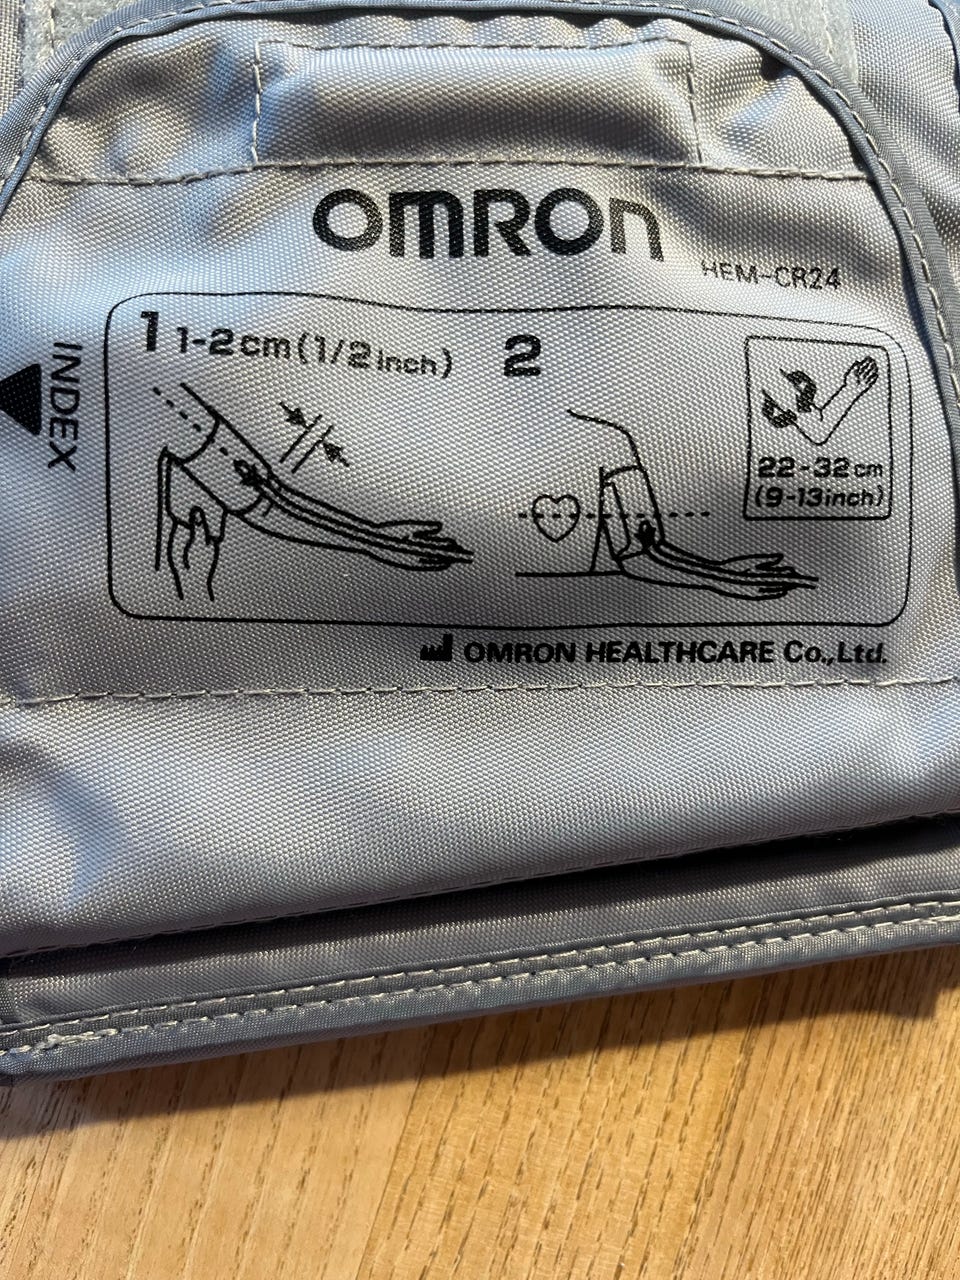 OMRON
HEM-CR24
INDEX
1 1-2cm(1/2inch) 2
22-32cm
(9-13inch)
OMRON HEALTHCARE Co.,Ltd.